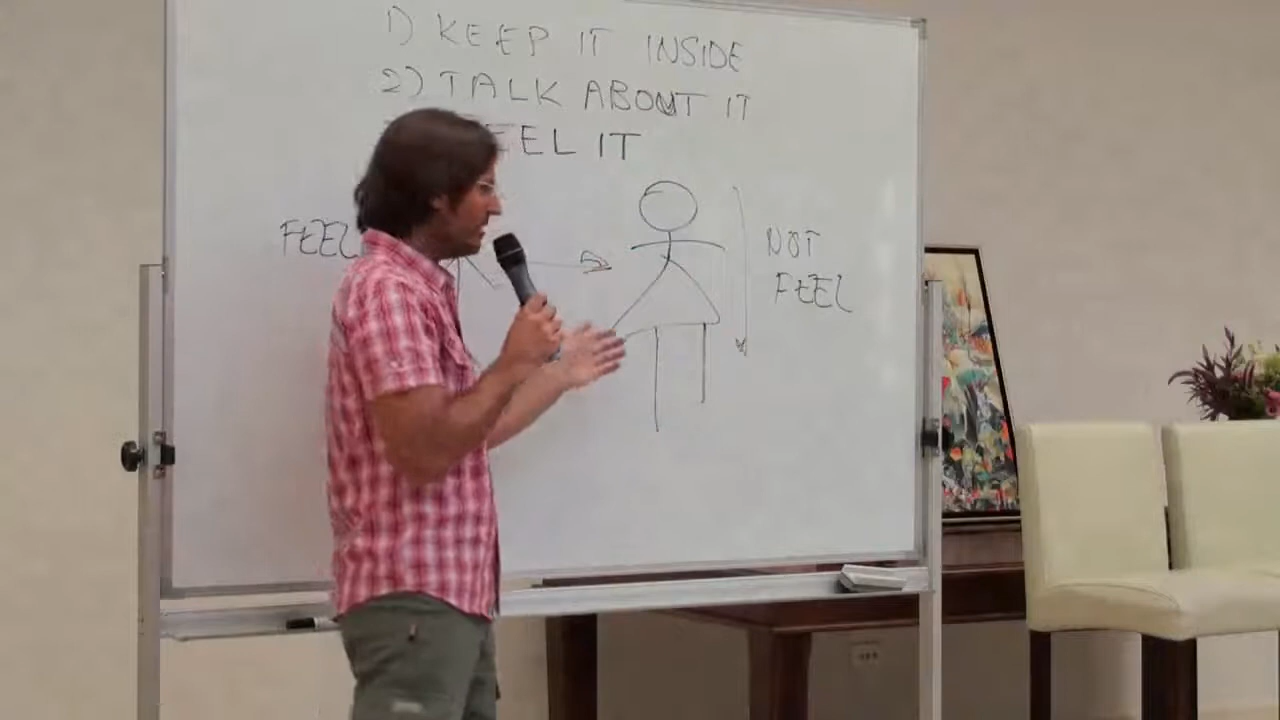 1) KEEP IT INSIDE
2) TALK ABOUT IT
EEL IT
FEEL
NOT
FEEL